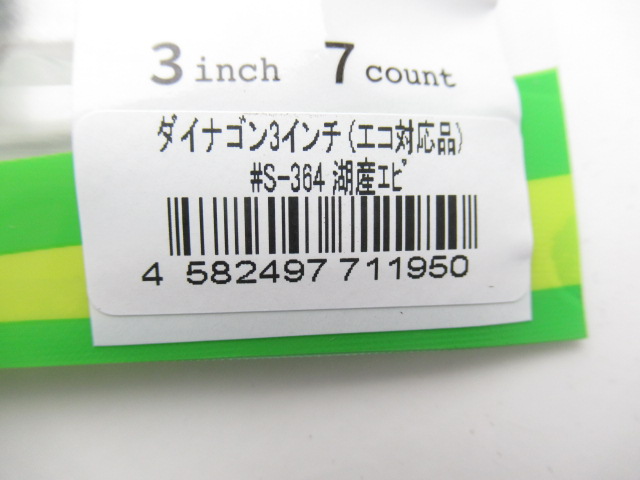 3 inch 7 count
ダイナゴン3インチ(エコ対応品)
#S-364 湖産ｴﾋﾞ
4 582497 711950